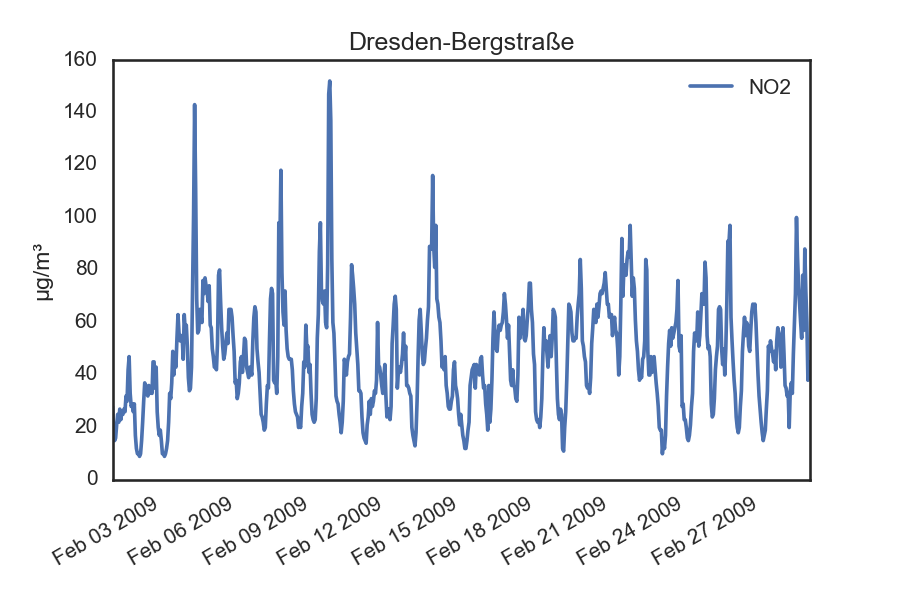 Dresden-Bergstraße
160
140
120
100
80
60
40
20
0
µg/m³
NO2
Feb 03 2009
Feb 06 2009
Feb 09 2009
Feb 12 2009
Feb 15 2009
Feb 18 2009
Feb 21 2009
Feb 24 2009
Feb 27 2009